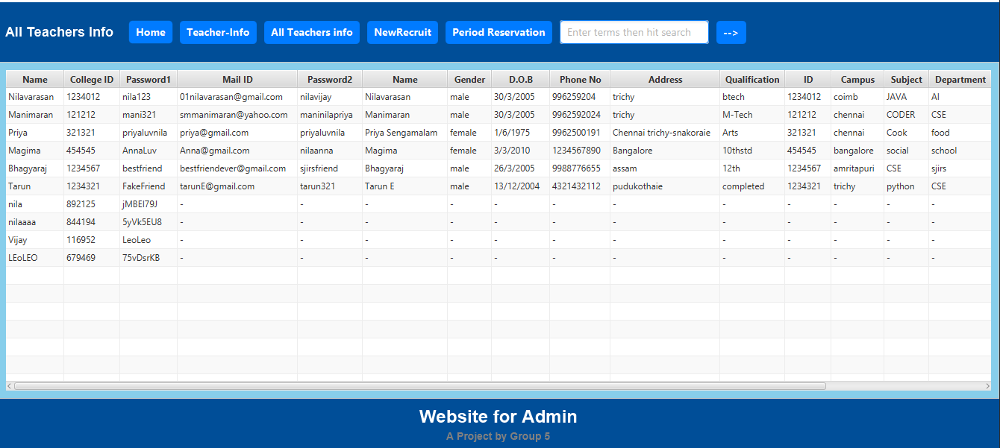 All Teachers Info Home Teacher-Info All Teachers info NewRecruit Period Reservation Enter terms then hit search -->
Name College ID Password1 Mail ID Password2 Name Gender D.O.B Phone No Address Qualification ID Campus Subject Department
Nilavarasan 1234012 nila123 01nilavarasan@gmail.com nilavijay Nilavarasan male 30/3/2005 996259204 trichy btech 1234012 coimb JAVA AI
Manimaran 121212 mani321 smmanimaran@yahoo.com maninilapriya Manimaran male 30/3/2005 9962592024 trichy M-Tech 121212 chennai CODER CSE
Priya 321321 priyaluvnila priya@gmail.com priyaluvnila Priya Sengamalam female 1/6/1975 9962500191 Chennai trichy-snakoraie Arts 321321 chennai Cook food
Magima 454545 AnnaLuv Anna@gmail.com nilaanna Magima female 3/3/2010 1234567890 Bangalore 10thstd 454545 bangalore social school
Bhagyaraj 1234567 bestfriend bestfriendever@gmail.com sjirsfriend Bhagyaraj male 26/3/2005 9988776655 assam 12th 1234567 amritapuri CSE sjirs
Tarun 1234321 FakeFriend tarunE@gmail.com tarun321 Tarun E male 13/12/2004 4321432112 pudukothaie completed 1234321 trichy python CSE
nila 892125 jMBEl79J - - - - - - - - - - - -
nilaaaa 844194 5yVk5EU8 - - - - - - - - - - - -
Vijay 116952 LeoLeo - - - - - - - - - - - -
LEoLEO 679469 75vDsrKB - - - - - - - - - - - -
Website for Admin
A Project by Group 5